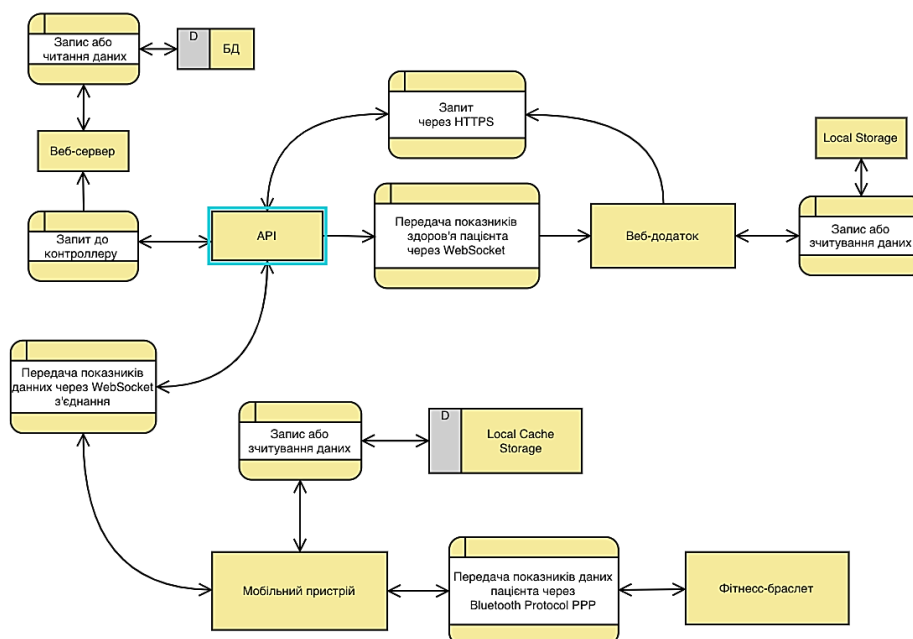 Запис або
читання даних
D
БД
Веб-сервер
Запит до
контроллеру
API
Запит
через HTTPS
Передача показників
здоров'я пацієнта
через WebSocket
Веб-додаток
Local Storage
Запис або
зчитування даних
Передача показників
данних через WebSocket
з'єднання
Запис або
зчитування даних
D
Local Cache
Storage
Мобільний пристрій
Передача показників даних
пацієнта через
Bluetooth Protocol PPP
Фітнесс-браслет